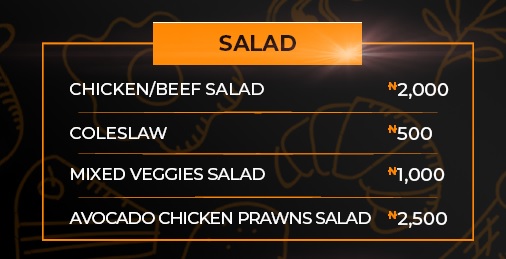 SALAD
CHICKEN/BEEF SALAD ₦2,000
COLESLAW ₦500
MIXED VEGGIES SALAD ₦1,000
AVOCADO CHICKEN PRAWNS SALAD ₦2,500